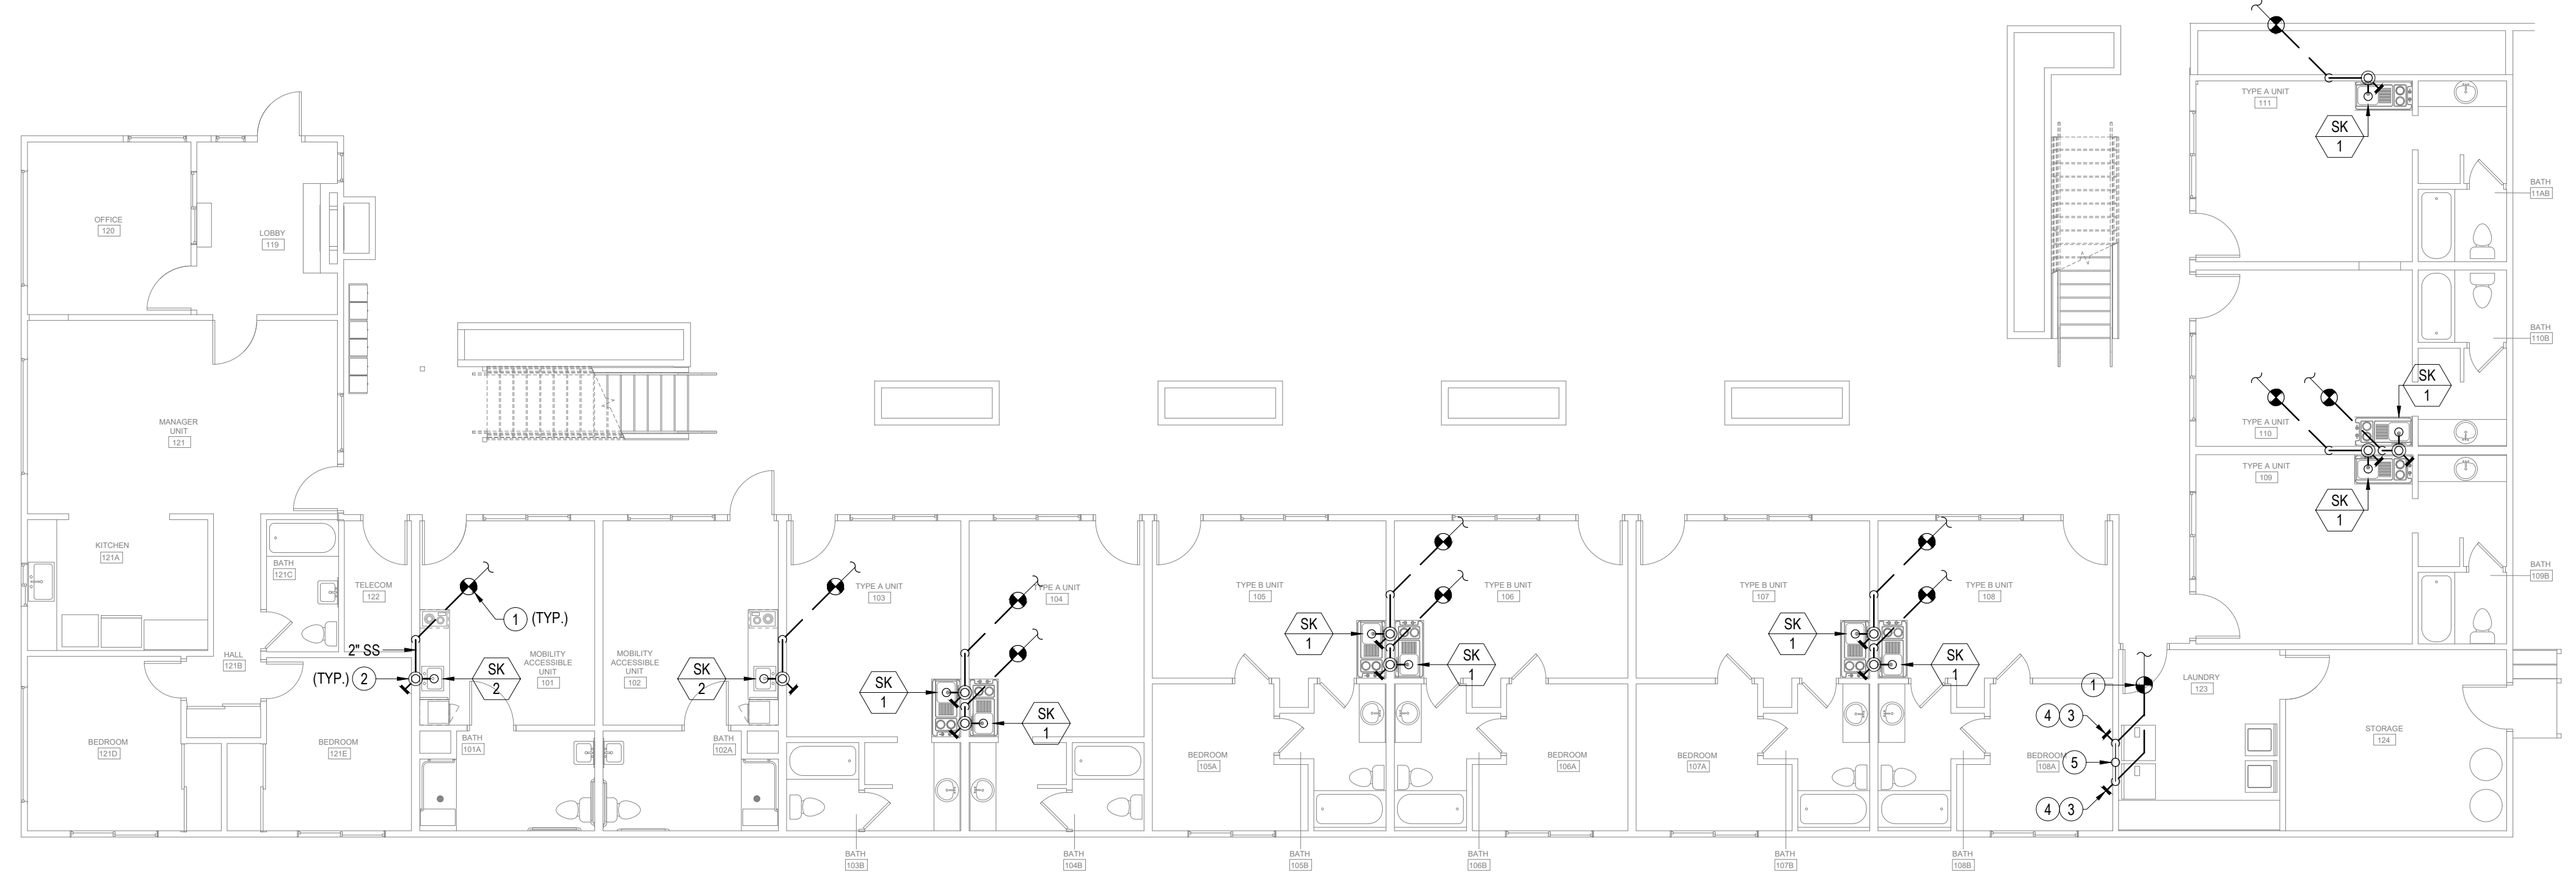 TYPE A UNIT
111
SK
1
BATH
11AB
OFFICE
120
LOBBY
119
BATH
110B
SK
1
MANAGER
UNIT
121
TYPE A UNIT
110
TYPE A UNIT
109
SK
1
KITCHEN
121A
BATH
121C
TELECOM
122
1
(TYP.)
2" SS
(TYP.)
2
SK
2
MOBILITY
ACCESSIBLE
UNIT
101
MOBILITY
ACCESSIBLE
UNIT
102
SK
2
TYPE A UNIT
103
TYPE A UNIT
104
SK
1
SK
1
TYPE B UNIT
105
TYPE B UNIT
106
SK
1
SK
1
TYPE B UNIT
107
TYPE B UNIT
108
SK
1
SK
1
BATH
109B
HALL
121B
LAUNDRY
123
1
4
3
5
4
3
STORAGE
124
BEDROOM
121D
BEDROOM
121E
BATH
101A
BATH
102A
BEDROOM
105A
BEDROOM
106A
BEDROOM
107A
BEDROOM
108A
BATH
103B
BATH
104B
BATH
105B
BATH
106B
BATH
107B
BATH
108B